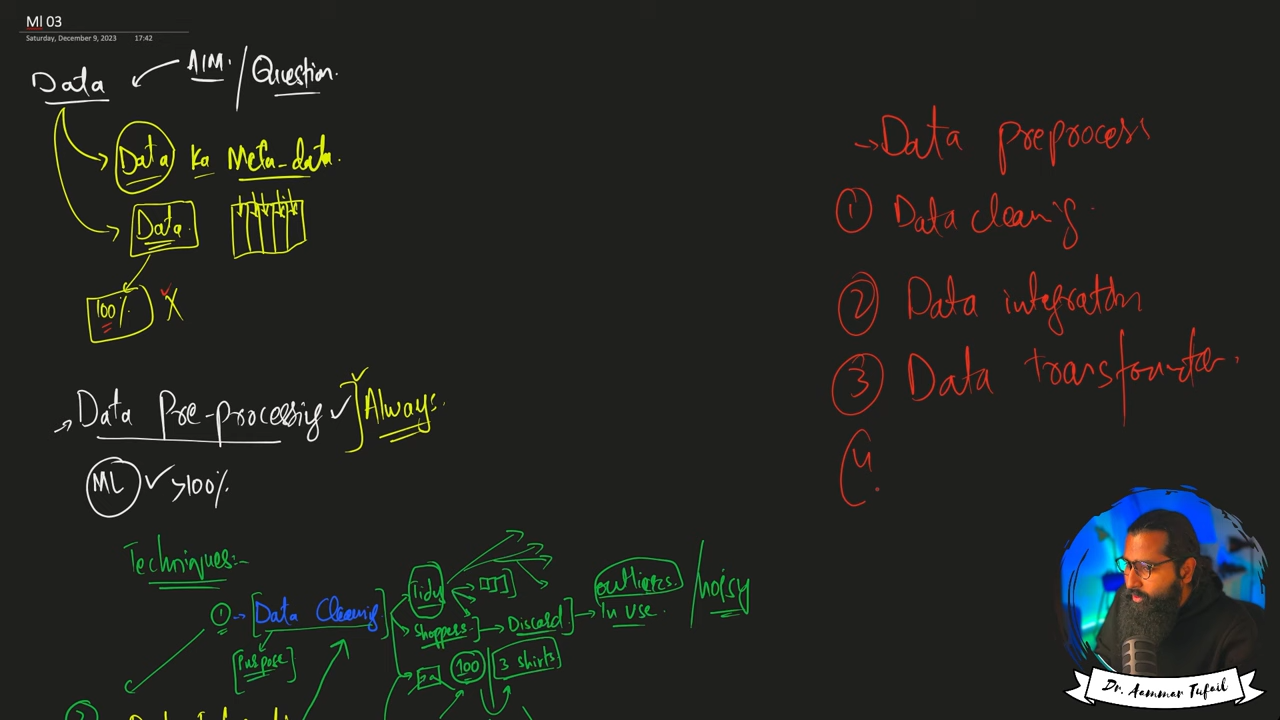 Ml 03
Saturday, December 9, 2023 17:42
Data AIM. / Question.
Data Ka Meta-data.
Data.
100% X
→ Data Pre-processing ✓ ] Always.
ML ✓ >100%
Techniques:-
① → [Data Cleaning]
[Purpose]
Tidy
Shoppers.] → Discard] → outliers. / noisy
In use.
100 3 shirts
→ Data preprocess
① Data cleaning.
② Data integration
③ Data transformation.
4
Dr. Aammar Tufail